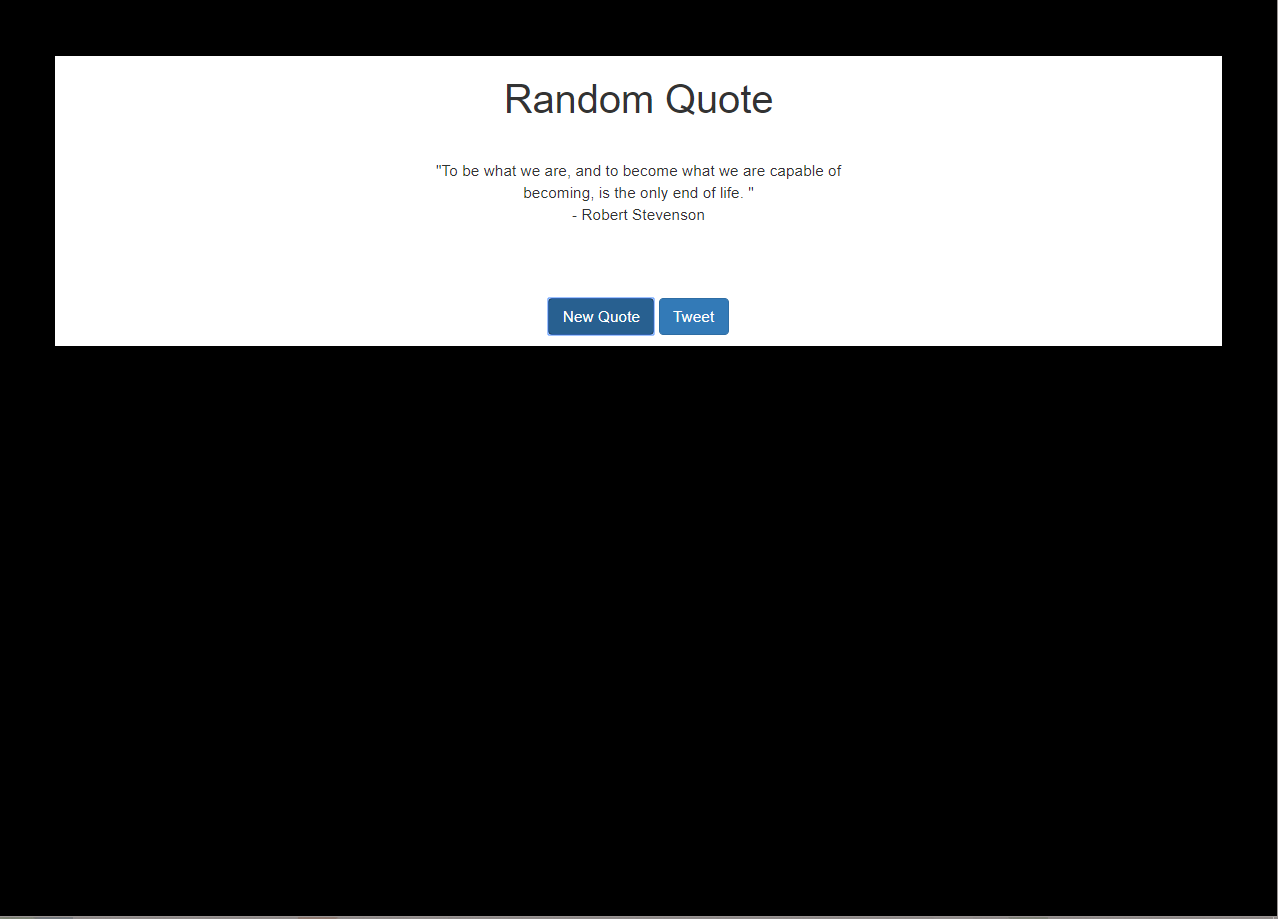 Random Quote
"To be what we are, and to become what we are capable of
becoming, is the only end of life. "
- Robert Stevenson
New Quote Tweet